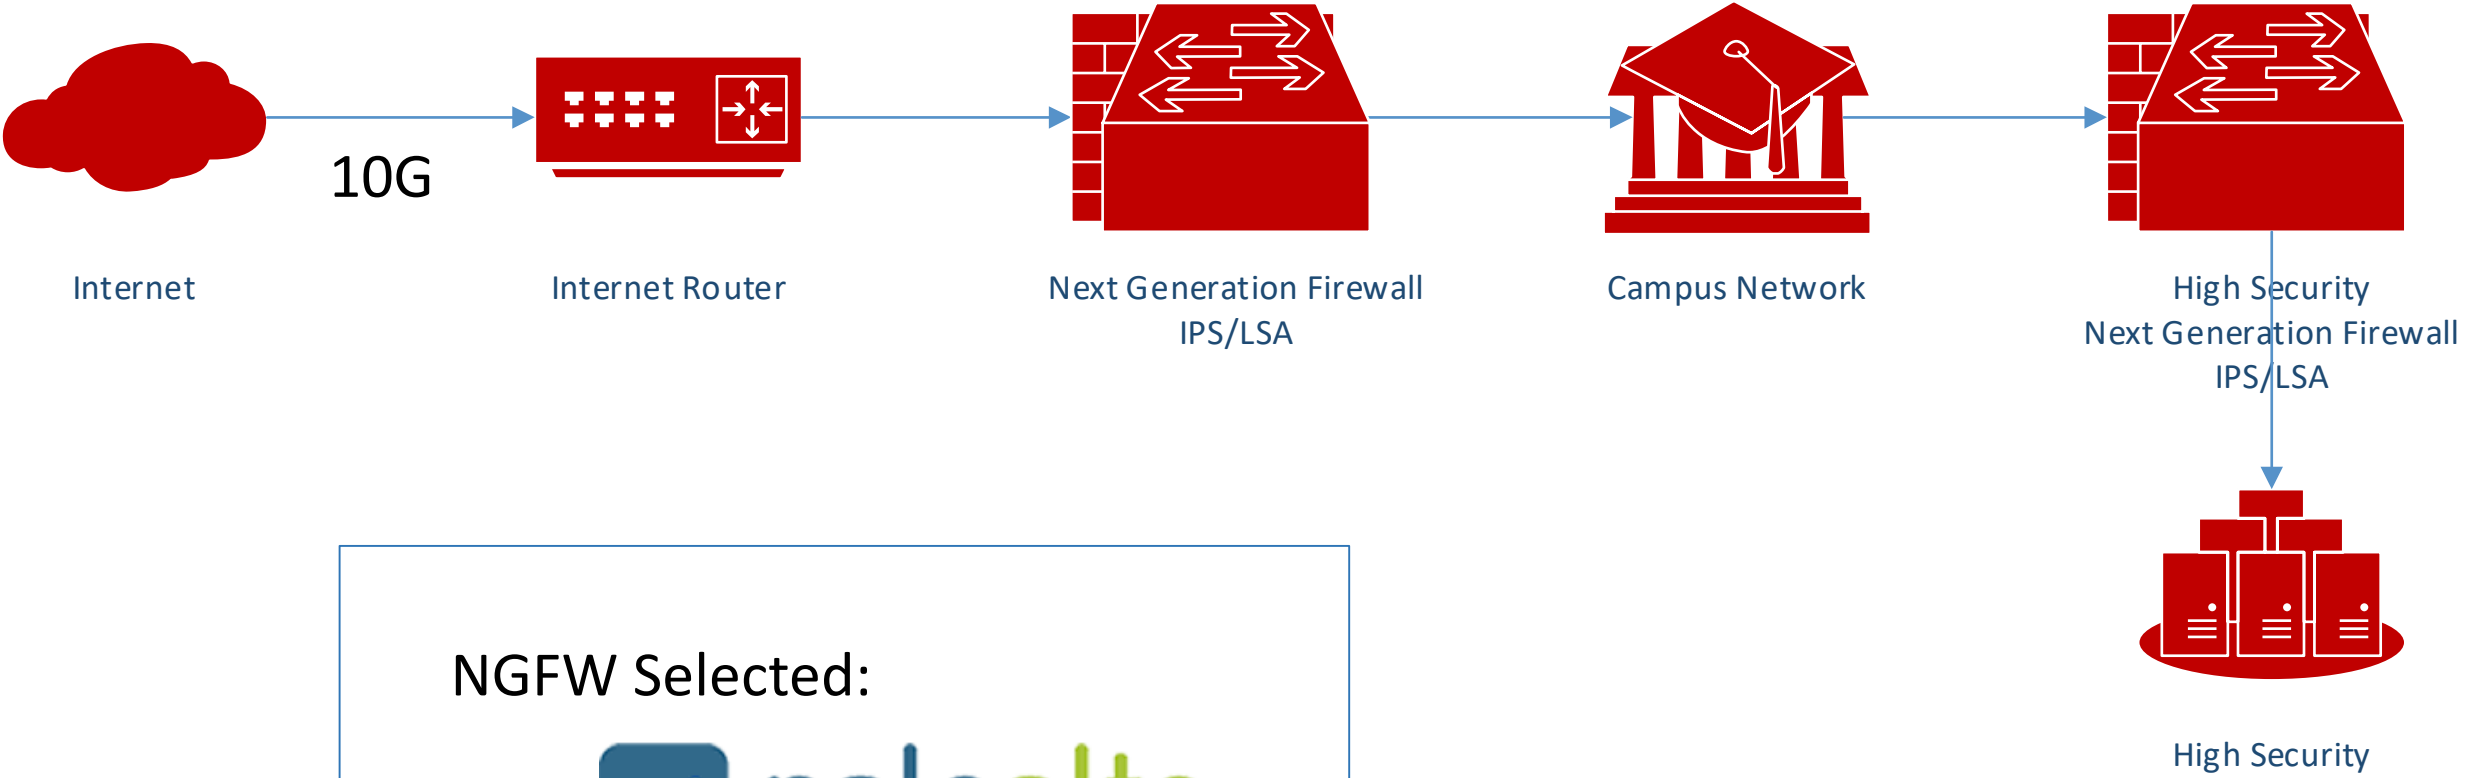 10G
Internet
Internet Router
Next Generation Firewall
IPS/LSA
Campus Network
High Security
Next Generation Firewall
IPS/LSA
NGFW Selected:
High Security